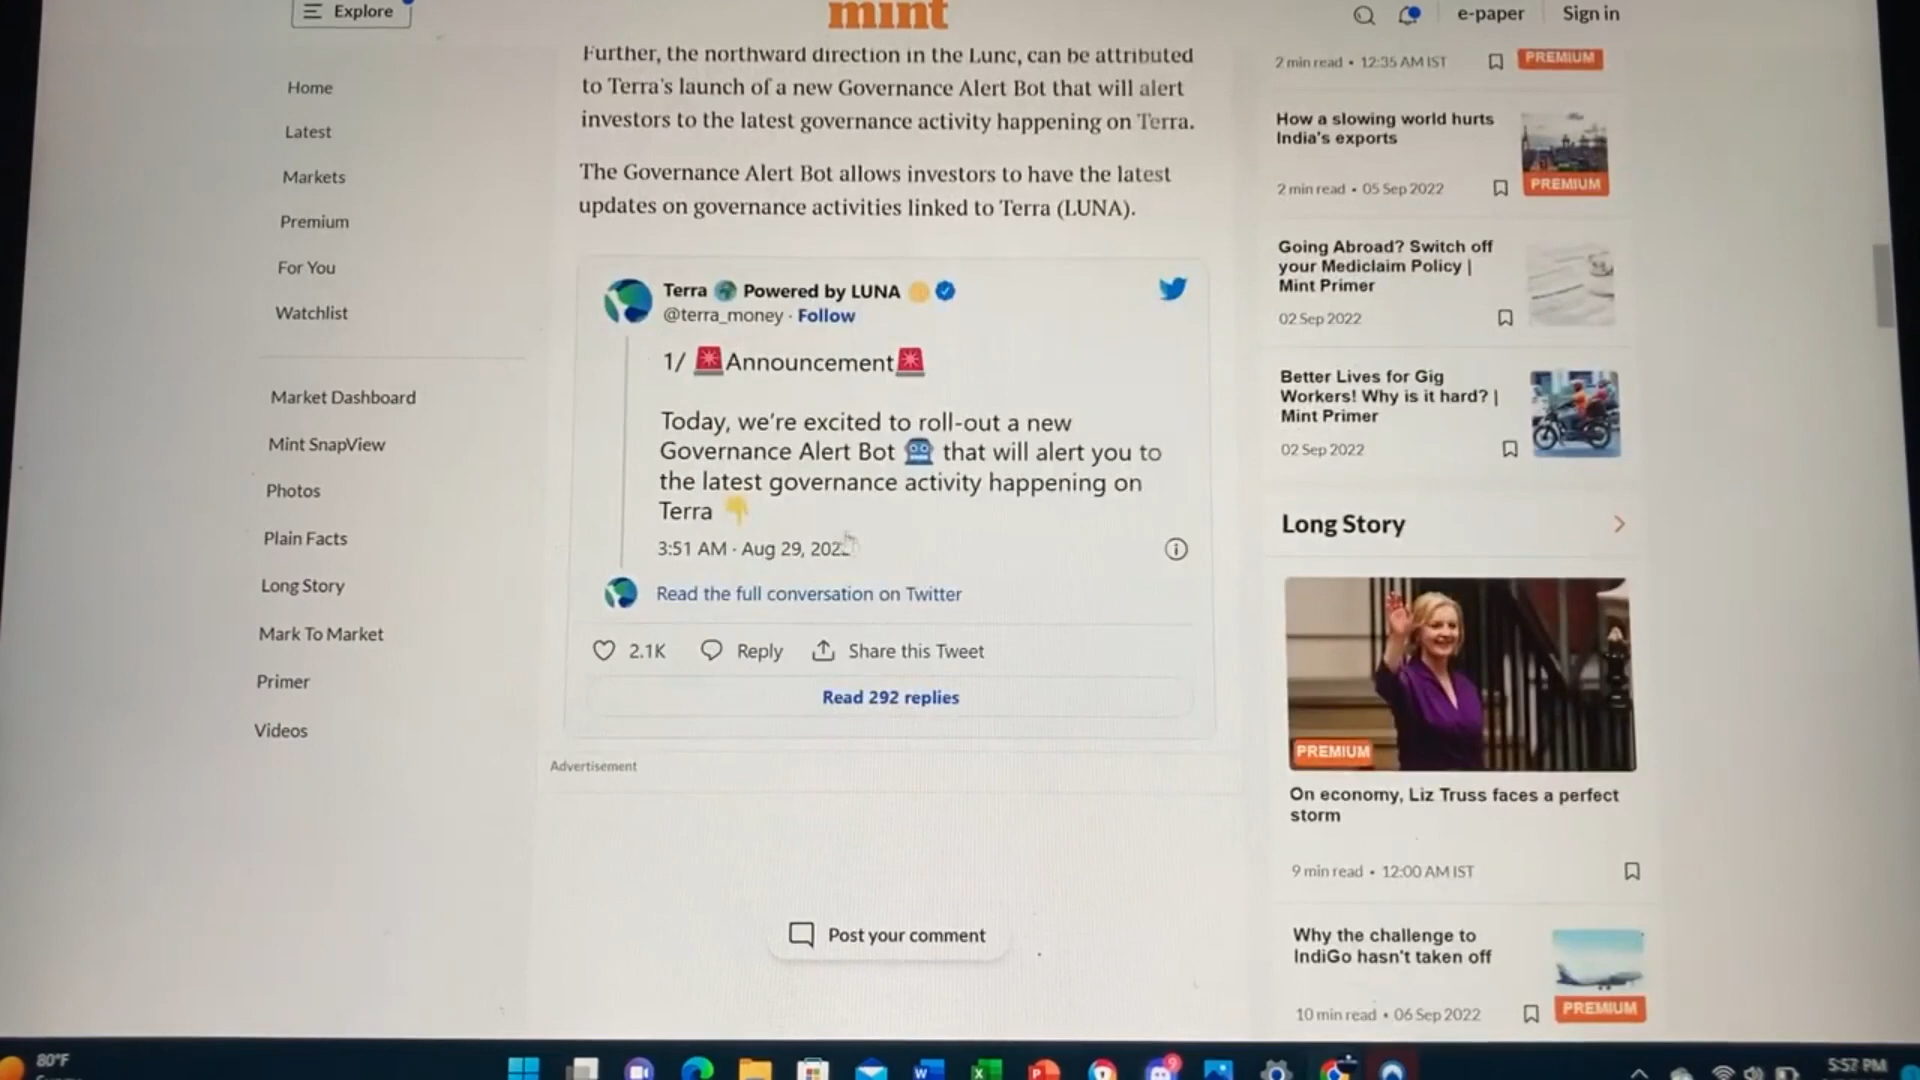 Explore
mint
e-paper
Sign in
Home
Latest
Markets
Premium
For You
Watchlist
Market Dashboard
Mint SnapView
Photos
Plain Facts
Long Story
Mark To Market
Primer
Videos
Further, the northward direction in the Lunc, can be attributed
to Terra's launch of a new Governance Alert Bot that will alert
investors to the latest governance activity happening on Terra.
The Governance Alert Bot allows investors to have the latest
updates on governance activities linked to Terra (LUNA).
Terra 🌍 Powered by LUNA
@terra_money · Follow
1/ 🚨Announcement🚨
Today, we're excited to roll-out a new
Governance Alert Bot 🤖 that will alert you to
the latest governance activity happening on
Terra 👇
3:51 AM · Aug 29,
Read the full conversation on Twitter
2.1K
Reply
Share this Tweet
Read 292 replies
Advertisement
Post your comment
2 min read • 12:35 AM IST
PREMIUM
How a slowing world hurts
India's exports
2 min read • 05 Sep 2022
PREMIUM
Going Abroad? Switch off
your Mediclaim Policy |
Mint Primer
02 Sep 2022
Better Lives for Gig
Workers! Why is it hard? |
Mint Primer
02 Sep 2022
Long Story
PREMIUM
On economy, Liz Truss faces a perfect
storm
9 min read • 12:00 AM IST
Why the challenge to
IndiGo hasn't taken off
10 min read • 06 Sep 2022
PREMIUM
80°F
5:57 PM